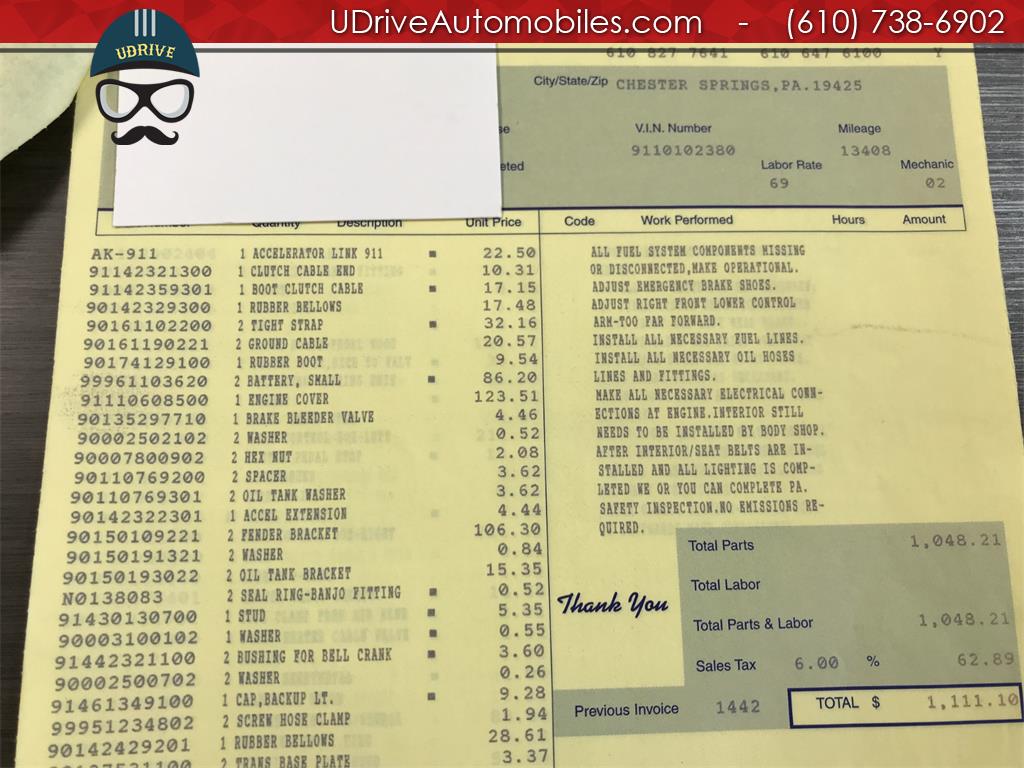 UDriveAutomobiles.com - (610) 738-6902
UDRIVE
610 827 7641 610 647 6100 Y
City/State/Zip CHESTER SPRINGS,PA.19425
V.I.N. Number Mileage
9110102380 13408
Labor Rate Mechanic
69 02
Quantity Description Unit Price Code Work Performed Hours Amount
AK-911 1 ACCELERATOR LINK 911 22.50
91142321300 1 CLUTCH CABLE END 10.31
91142359301 1 BOOT CLUTCH CABLE 17.15
90142329300 1 RUBBER BELLOWS 17.48
90161102200 2 TIGHT STRAP 32.16
90161190221 2 GROUND CABLE 20.57
90174129100 1 RUBBER BOOT 9.54
99961103620 2 BATTERY, SMALL 86.20
91110608500 1 ENGINE COVER 123.51
90135297710 1 BRAKE BLEEDER VALVE 4.46
90002502102 2 WASHER 0.52
90007800902 2 HEX NUT 2.08
90110769200 2 SPACER 3.62
90110769301 2 OIL TANK WASHER 3.62
90142322301 1 ACCEL EXTENSION 4.44
90150109221 2 FENDER BRACKET 106.30
90150191321 2 WASHER 0.84
90150193022 2 OIL TANK BRACKET 15.35
N0138083 2 SEAL RING-BANJO FITTING 0.52
91430130700 1 STUD 5.35
90003100102 1 WASHER 0.55
91442321100 2 BUSHING FOR BELL CRANK 3.60
90002500702 2 WASHER 0.26
91461349100 1 CAP,BACKUP LT. 9.28
99951234802 2 SCREW HOSE CLAMP 1.94
90142429201 1 RUBBER BELLOWS 28.61
2 TRANS BASE PLATE 3.37
ALL FUEL SYSTEM COMPONENTS MISSING
OR DISCONNECTED,MAKE OPERATIONAL.
ADJUST EMERGENCY BRAKE SHOES.
ADJUST RIGHT FRONT LOWER CONTROL
ARM-TOO FAR FORWARD.
INSTALL ALL NECESSARY FUEL LINES.
INSTALL ALL NECESSARY OIL HOSES
LINES AND FITTINGS.
MAKE ALL NECESSARY ELECTRICAL CONN-
ECTIONS AT ENGINE.INTERIOR STILL
NEEDS TO BE INSTALLED BY BODY SHOP.
AFTER INTERIOR/SEAT BELTS ARE IN-
STALLED AND ALL LIGHTING IS COMP-
LETED WE OR YOU CAN COMPLETE PA.
SAFETY INSPECTION.NO EMISSIONS RE-
QUIRED.
Thank You
Total Parts 1,048.21
Total Labor
Total Parts & Labor 1,048.21
Sales Tax 6.00 % 62.89
Previous Invoice 1442 TOTAL $ 1,111.10